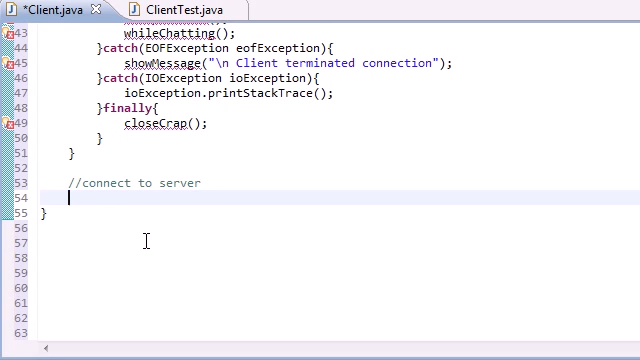 *Client.java ClientTest.java
43 whileChatting();
44 }catch(EOFException eofException){
45 showMessage("\n Client terminated connection");
46 }catch(IOException ioException){
47 ioException.printStackTrace();
48 }finally{
49 closeCrap();
50 }
51 }
52
53 //connect to server
54
55 }
56
57
58
59
60
61
62
63